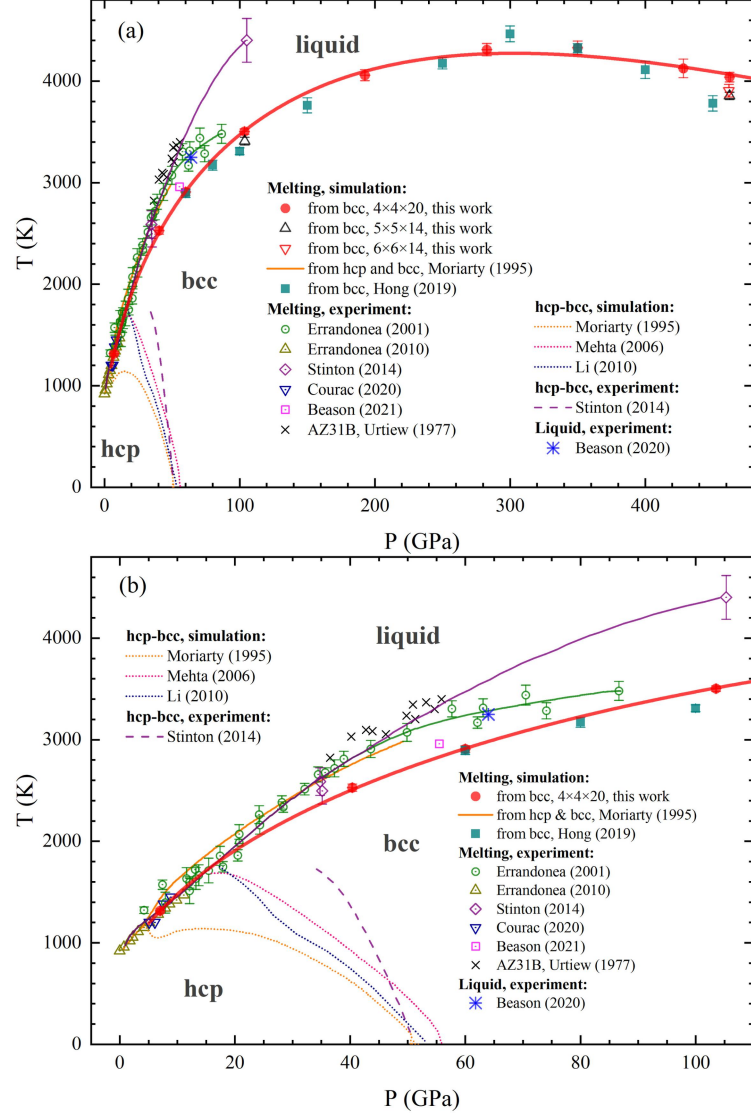 (a)
liquid
bcc
hcp
T (K)
4000
3000
2000
1000
0
Melting, simulation:
from bcc, 4×4×20, this work
from bcc, 5×5×14, this work
from bcc, 6×6×14, this work
from hcp and bcc, Moriarty (1995)
from bcc, Hong (2019)
Melting, experiment:
Errandonea (2001)
Errandonea (2010)
Stinton (2014)
Courac (2020)
Beason (2021)
AZ31B, Urtiew (1977)
hcp-bcc, simulation:
Moriarty (1995)
Mehta (2006)
Li (2010)
hcp-bcc, experiment:
Stinton (2014)
Liquid, experiment:
Beason (2020)
0 100 200 300 400
P (GPa)
(b)
liquid
bcc
hcp
T (K)
4000
3000
2000
1000
0
hcp-bcc, simulation:
Moriarty (1995)
Mehta (2006)
Li (2010)
hcp-bcc, experiment:
Stinton (2014)
Melting, simulation:
from bcc, 4×4×20, this work
from hcp & bcc, Moriarty (1995)
from bcc, Hong (2019)
Melting, experiment:
Errandonea (2001)
Errandonea (2010)
Stinton (2014)
Courac (2020)
Beason (2021)
AZ31B, Urtiew (1977)
Liquid, experiment:
Beason (2020)
0 20 40 60 80 100
P (GPa)